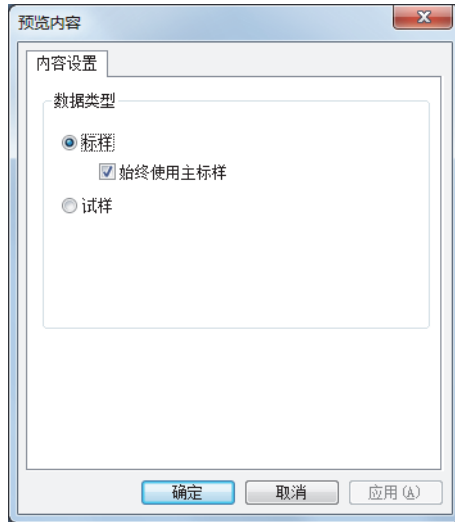 预览内容
内容设置
数据类型
标样
始终使用主标样
试样
确定 取消 应用(A)